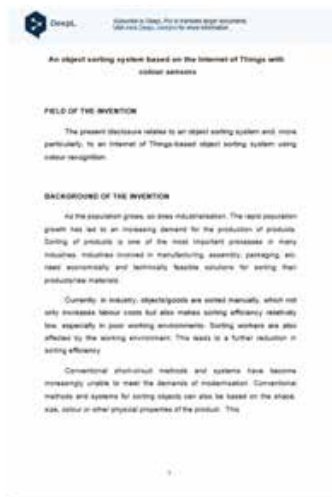 DeepL
Subscribe to DeepL Pro to translate larger documents.
Visit www.DeepL.com/pro for more information.
An object sorting system based on the Internet of Things with
colour sensors
FIELD OF THE INVENTION
The present disclosure relates to an object sorting system and, more
particularly, to an Internet of Things-based object sorting system using
colour recognition.
BACKGROUND OF THE INVENTION
As the population grows, so does industrialisation. The rapid population
growth has led to an increasing demand for the production of products.
Sorting of products is one of the most important processes in many
industries. Industries involved in manufacturing, assembly, packaging, etc.
need economically and technically feasible solutions for sorting their
products/raw materials.
Currently in industry, objects/goods are sorted manually, which not
only increases labour costs but also makes sorting efficiency relatively
low, especially in poor working environments. Sorting workers are also
affected by the working environment. This leads to a further reduction in
sorting efficiency.
Conventional short-circuit methods and systems have become
increasingly unable to meet the demands of modernisation. Conventional
methods and systems for sorting objects can also be based on the shape,
size, colour or other physical properties of the product. This